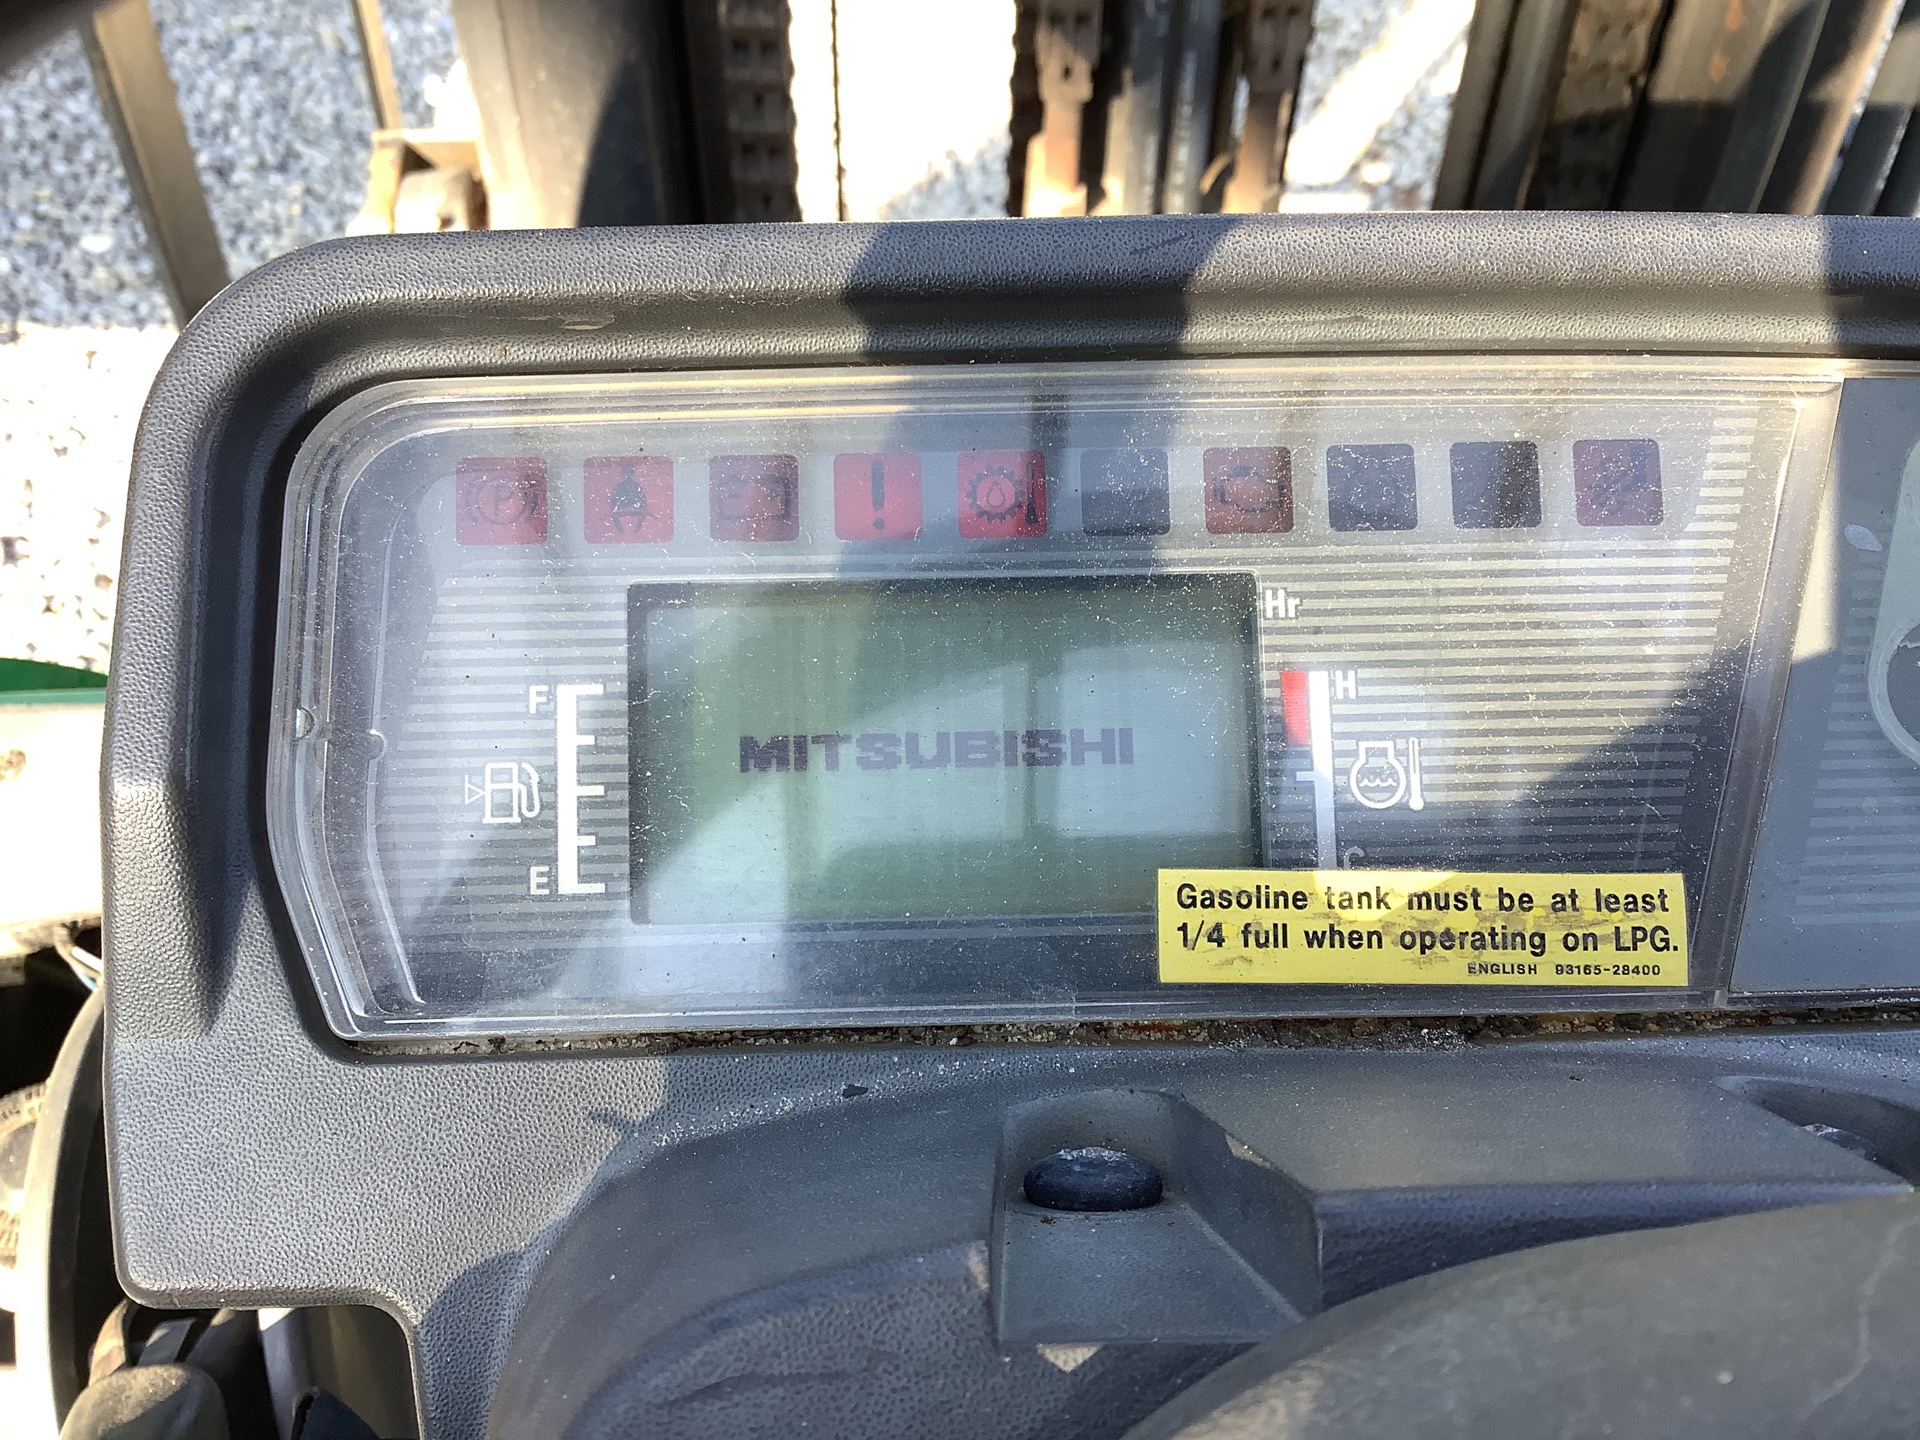 P
!
Hr
F
H
MITSUBISHI
E
C
Gasoline tank must be at least
1/4 full when operating on LPG.
ENGLISH 93165-28400